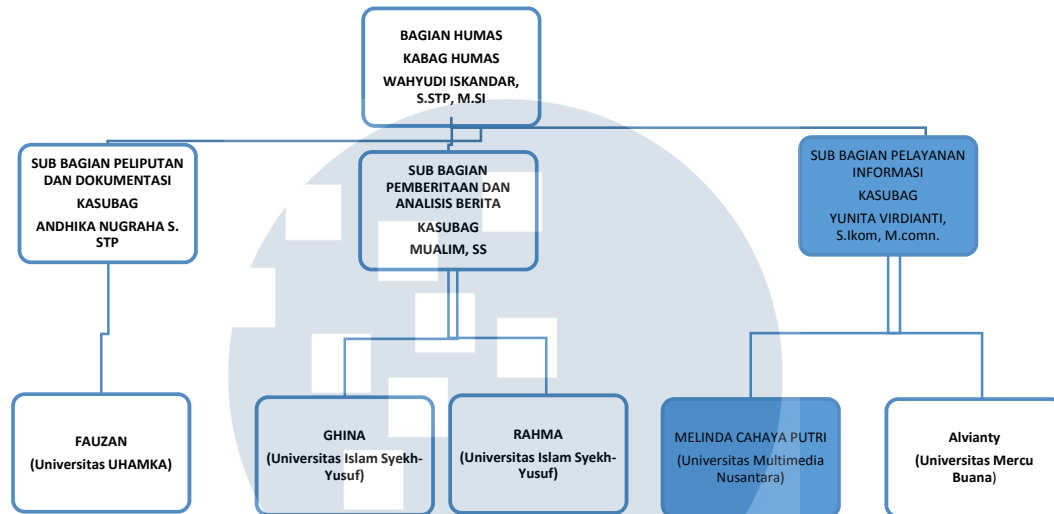 BAGIAN HUMAS
KABAG HUMAS
WAHYUDI ISKANDAR,
S.STP, M.SI
SUB BAGIAN PELIPUTAN
DAN DOKUMENTASI
KASUBAG
ANDHIKA NUGRAHA S.
STP
SUB BAGIAN
PEMBERITAAN DAN
ANALISIS BERITA
KASUBAG
MUALIM, SS
SUB BAGIAN PELAYANAN
INFORMASI
KASUBAG
YUNITA VIRDIANTI,
S.Ikom, M.comn.
FAUZAN
(Universitas UHAMKA)
GHINA
(Universitas Islam Syekh-
Yusuf)
RAHMA
(Universitas Islam Syekh-
Yusuf)
MELINDA CAHAYA PUTRI
(Universitas Multimedia
Nusantara)
Alvianty
(Universitas Mercu
Buana)